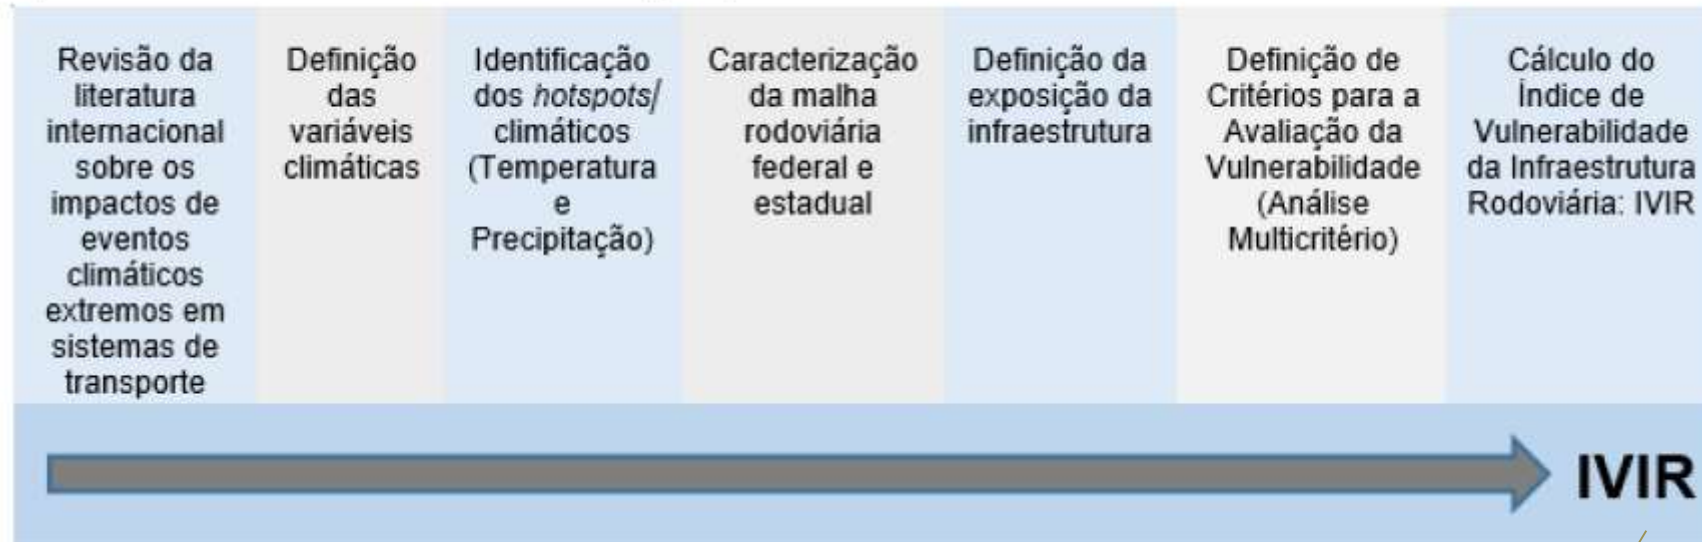 Revisão da
literatura
internacional
sobre os
impactos de
eventos
climáticos
extremos em
sistemas de
transporte
Definição
das
variáveis
climáticas
Identificação
dos hotspots/
climáticos
(Temperatura
e
Precipitação)
Caracterização
da malha
rodoviária
federal e
estadual
Definição da
exposição da
infraestrutura
Definição de
Critérios para a
Avaliação da
Vulnerabilidade
(Análise
Multicritério)
Cálculo do
Índice de
Vulnerabilidade
da Infraestrutura
Rodoviária: IVIR
IVIR